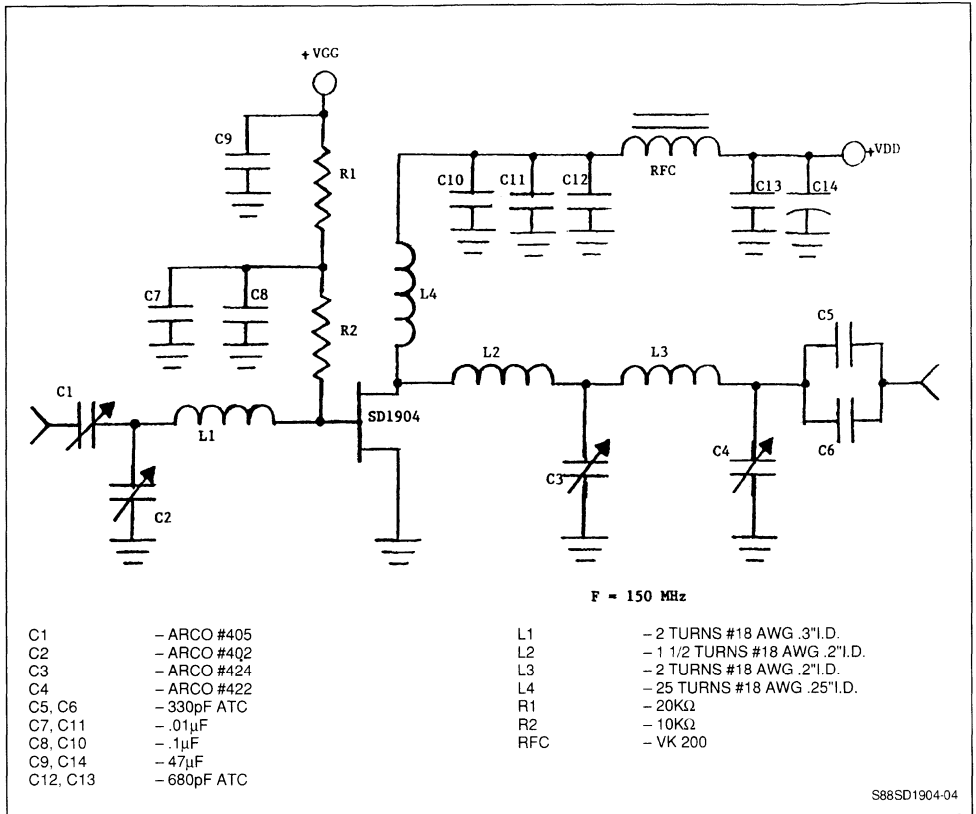 +VGG
C9
R1
C10
C11
C12
RFC
+VDD
C13
C14
C7
C8
R2
L4
C1
L1
C2
SD1904
L2
L3
C5
C6
C3
C4
F = 150 MHz
C1 – ARCO #405
C2 – ARCO #402
C3 – ARCO #424
C4 – ARCO #422
C5, C6 – 330pF ATC
C7, C11 – .01µF
C8, C10 – .1µF
C9, C14 – 47µF
C12, C13 – 680pF ATC
L1 – 2 TURNS #18 AWG .3"I.D.
L2 – 1 1/2 TURNS #18 AWG .2"I.D.
L3 – 2 TURNS #18 AWG .2"I.D.
L4 – 25 TURNS #18 AWG .25"I.D.
R1 – 20KΩ
R2 – 10KΩ
RFC – VK 200
S88SD1904-04